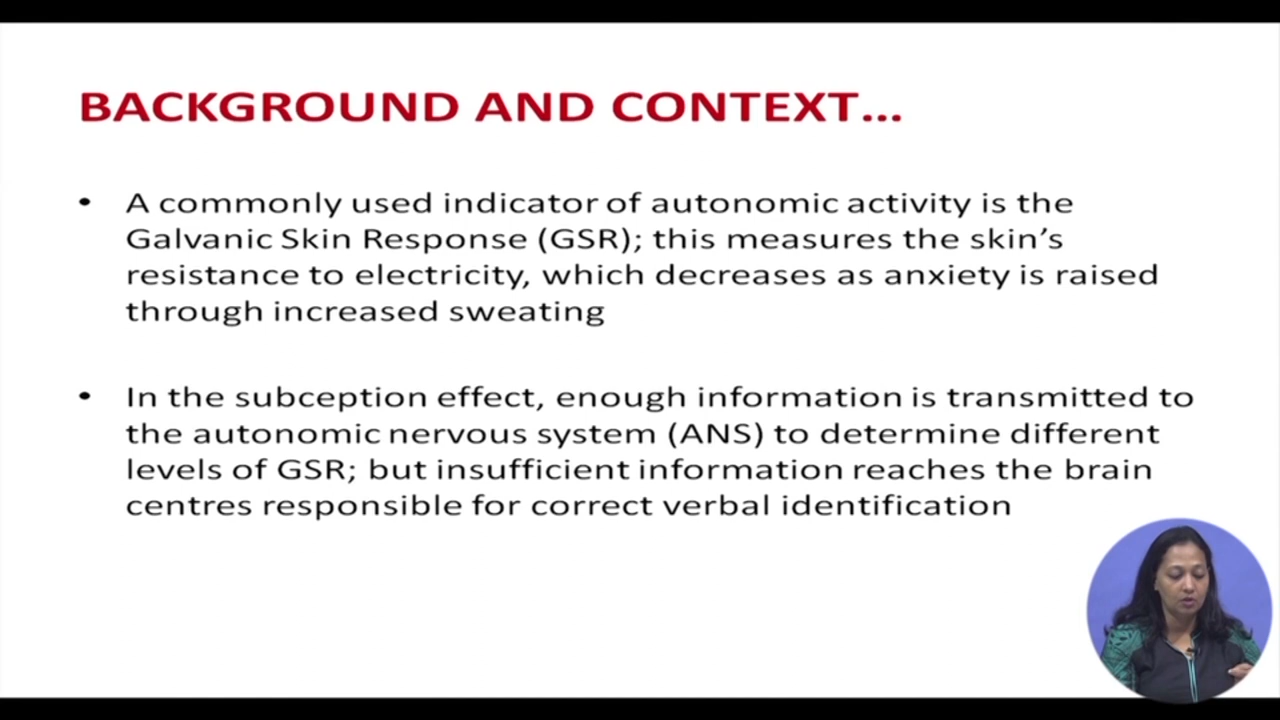 BACKGROUND AND CONTEXT...
• A commonly used indicator of autonomic activity is the
Galvanic Skin Response (GSR); this measures the skin's
resistance to electricity, which decreases as anxiety is raised
through increased sweating
• In the subception effect, enough information is transmitted to
the autonomic nervous system (ANS) to determine different
levels of GSR; but insufficient information reaches the brain
centres responsible for correct verbal identification